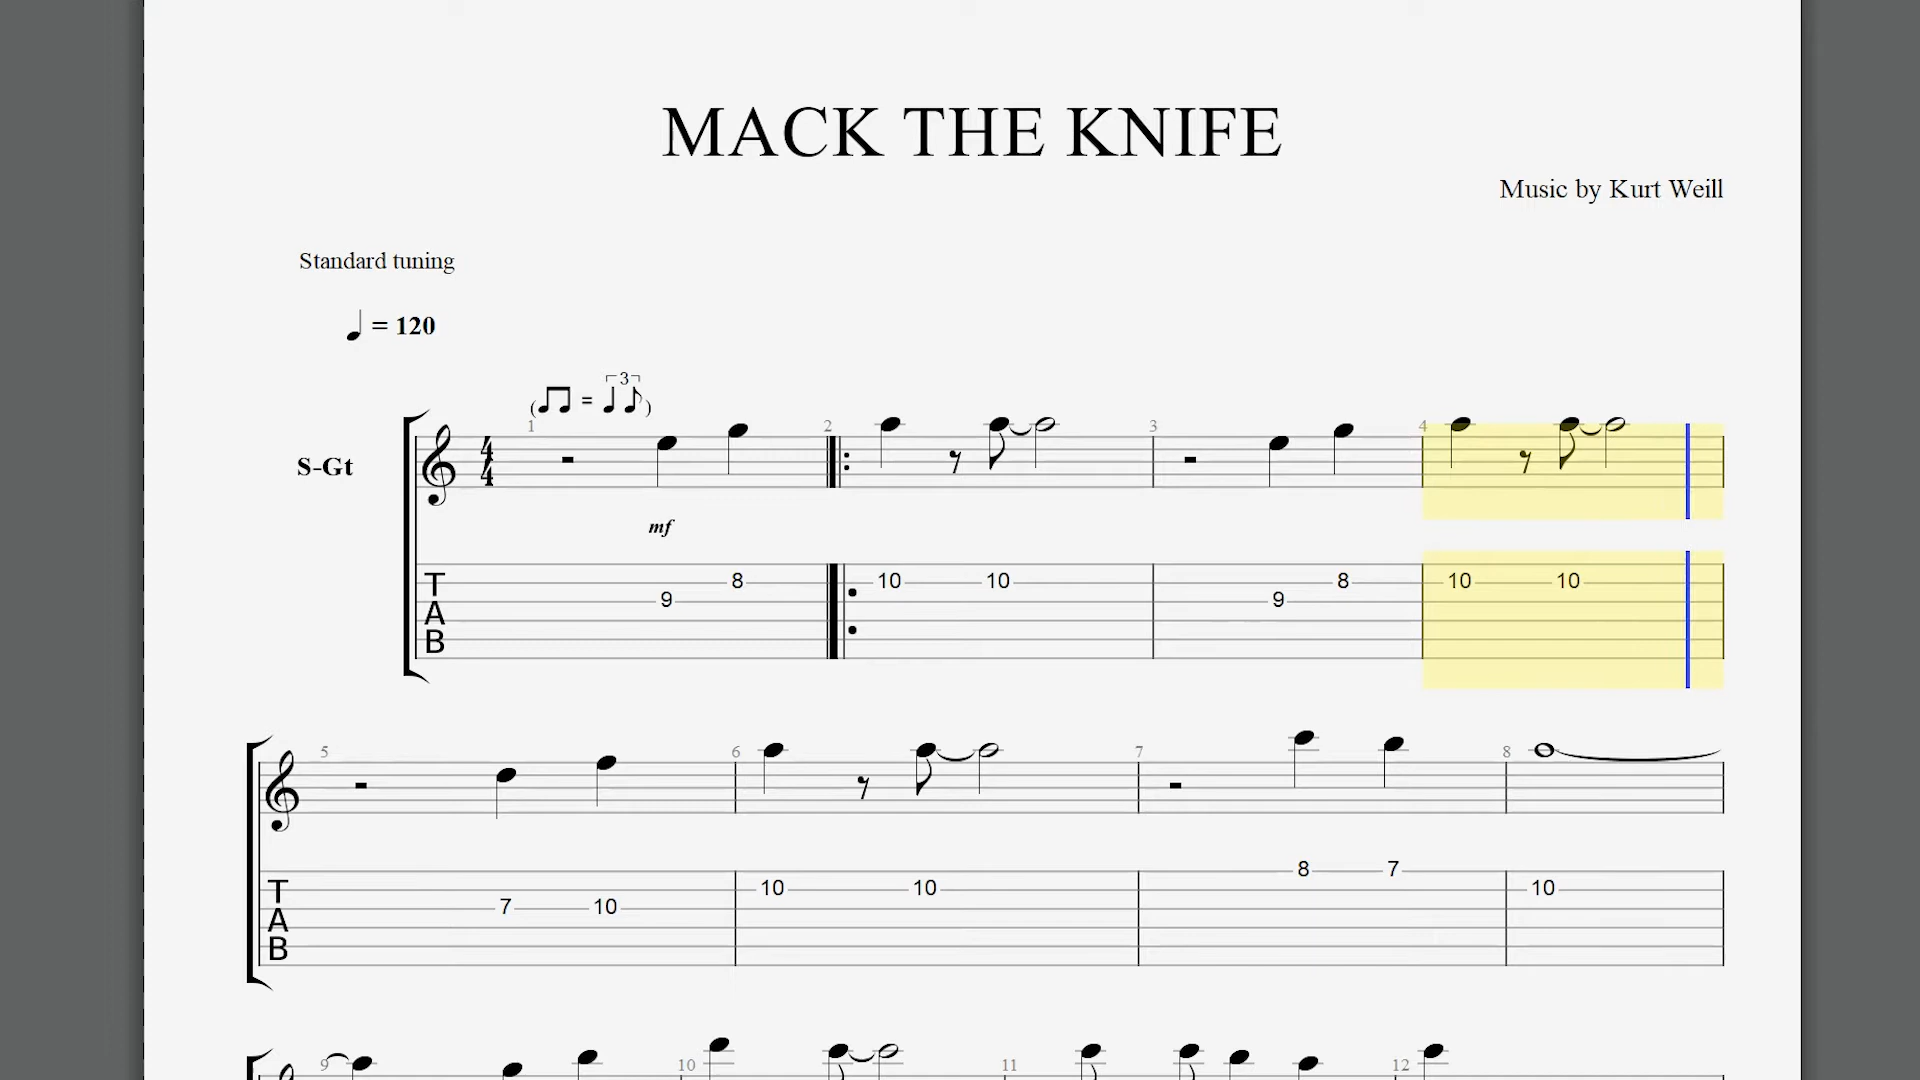 MACK THE KNIFE
Music by Kurt Weill
Standard tuning
= 120
( = 3 )
1 2 3 4
S-Gt
4
4
mf
T
A
B
9 8 10 10 9 8 10 10
5 6 7 8
T
A
B
7 10 10 10 8 7 10
9 10 11 12